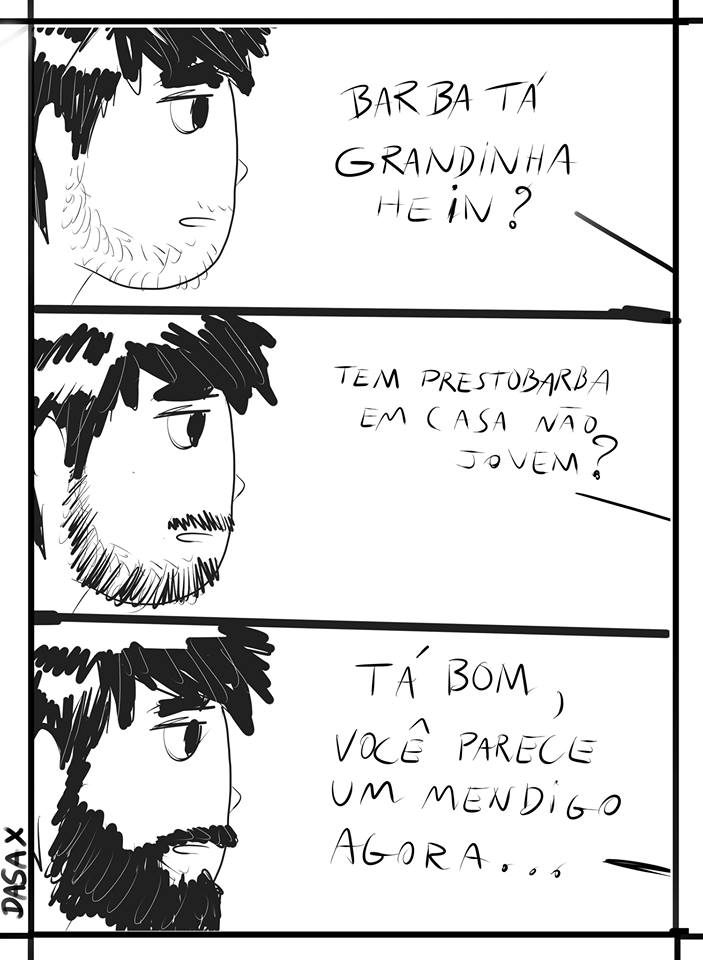 BARBA TÁ
GRANDINHA
HEIN?
TEM PRESTOBARBA
EM CASA NÃO
JOVEM?
TÁ BOM,
VOCÊ PARECE
UM MENDIGO
AGORA...
DASAX